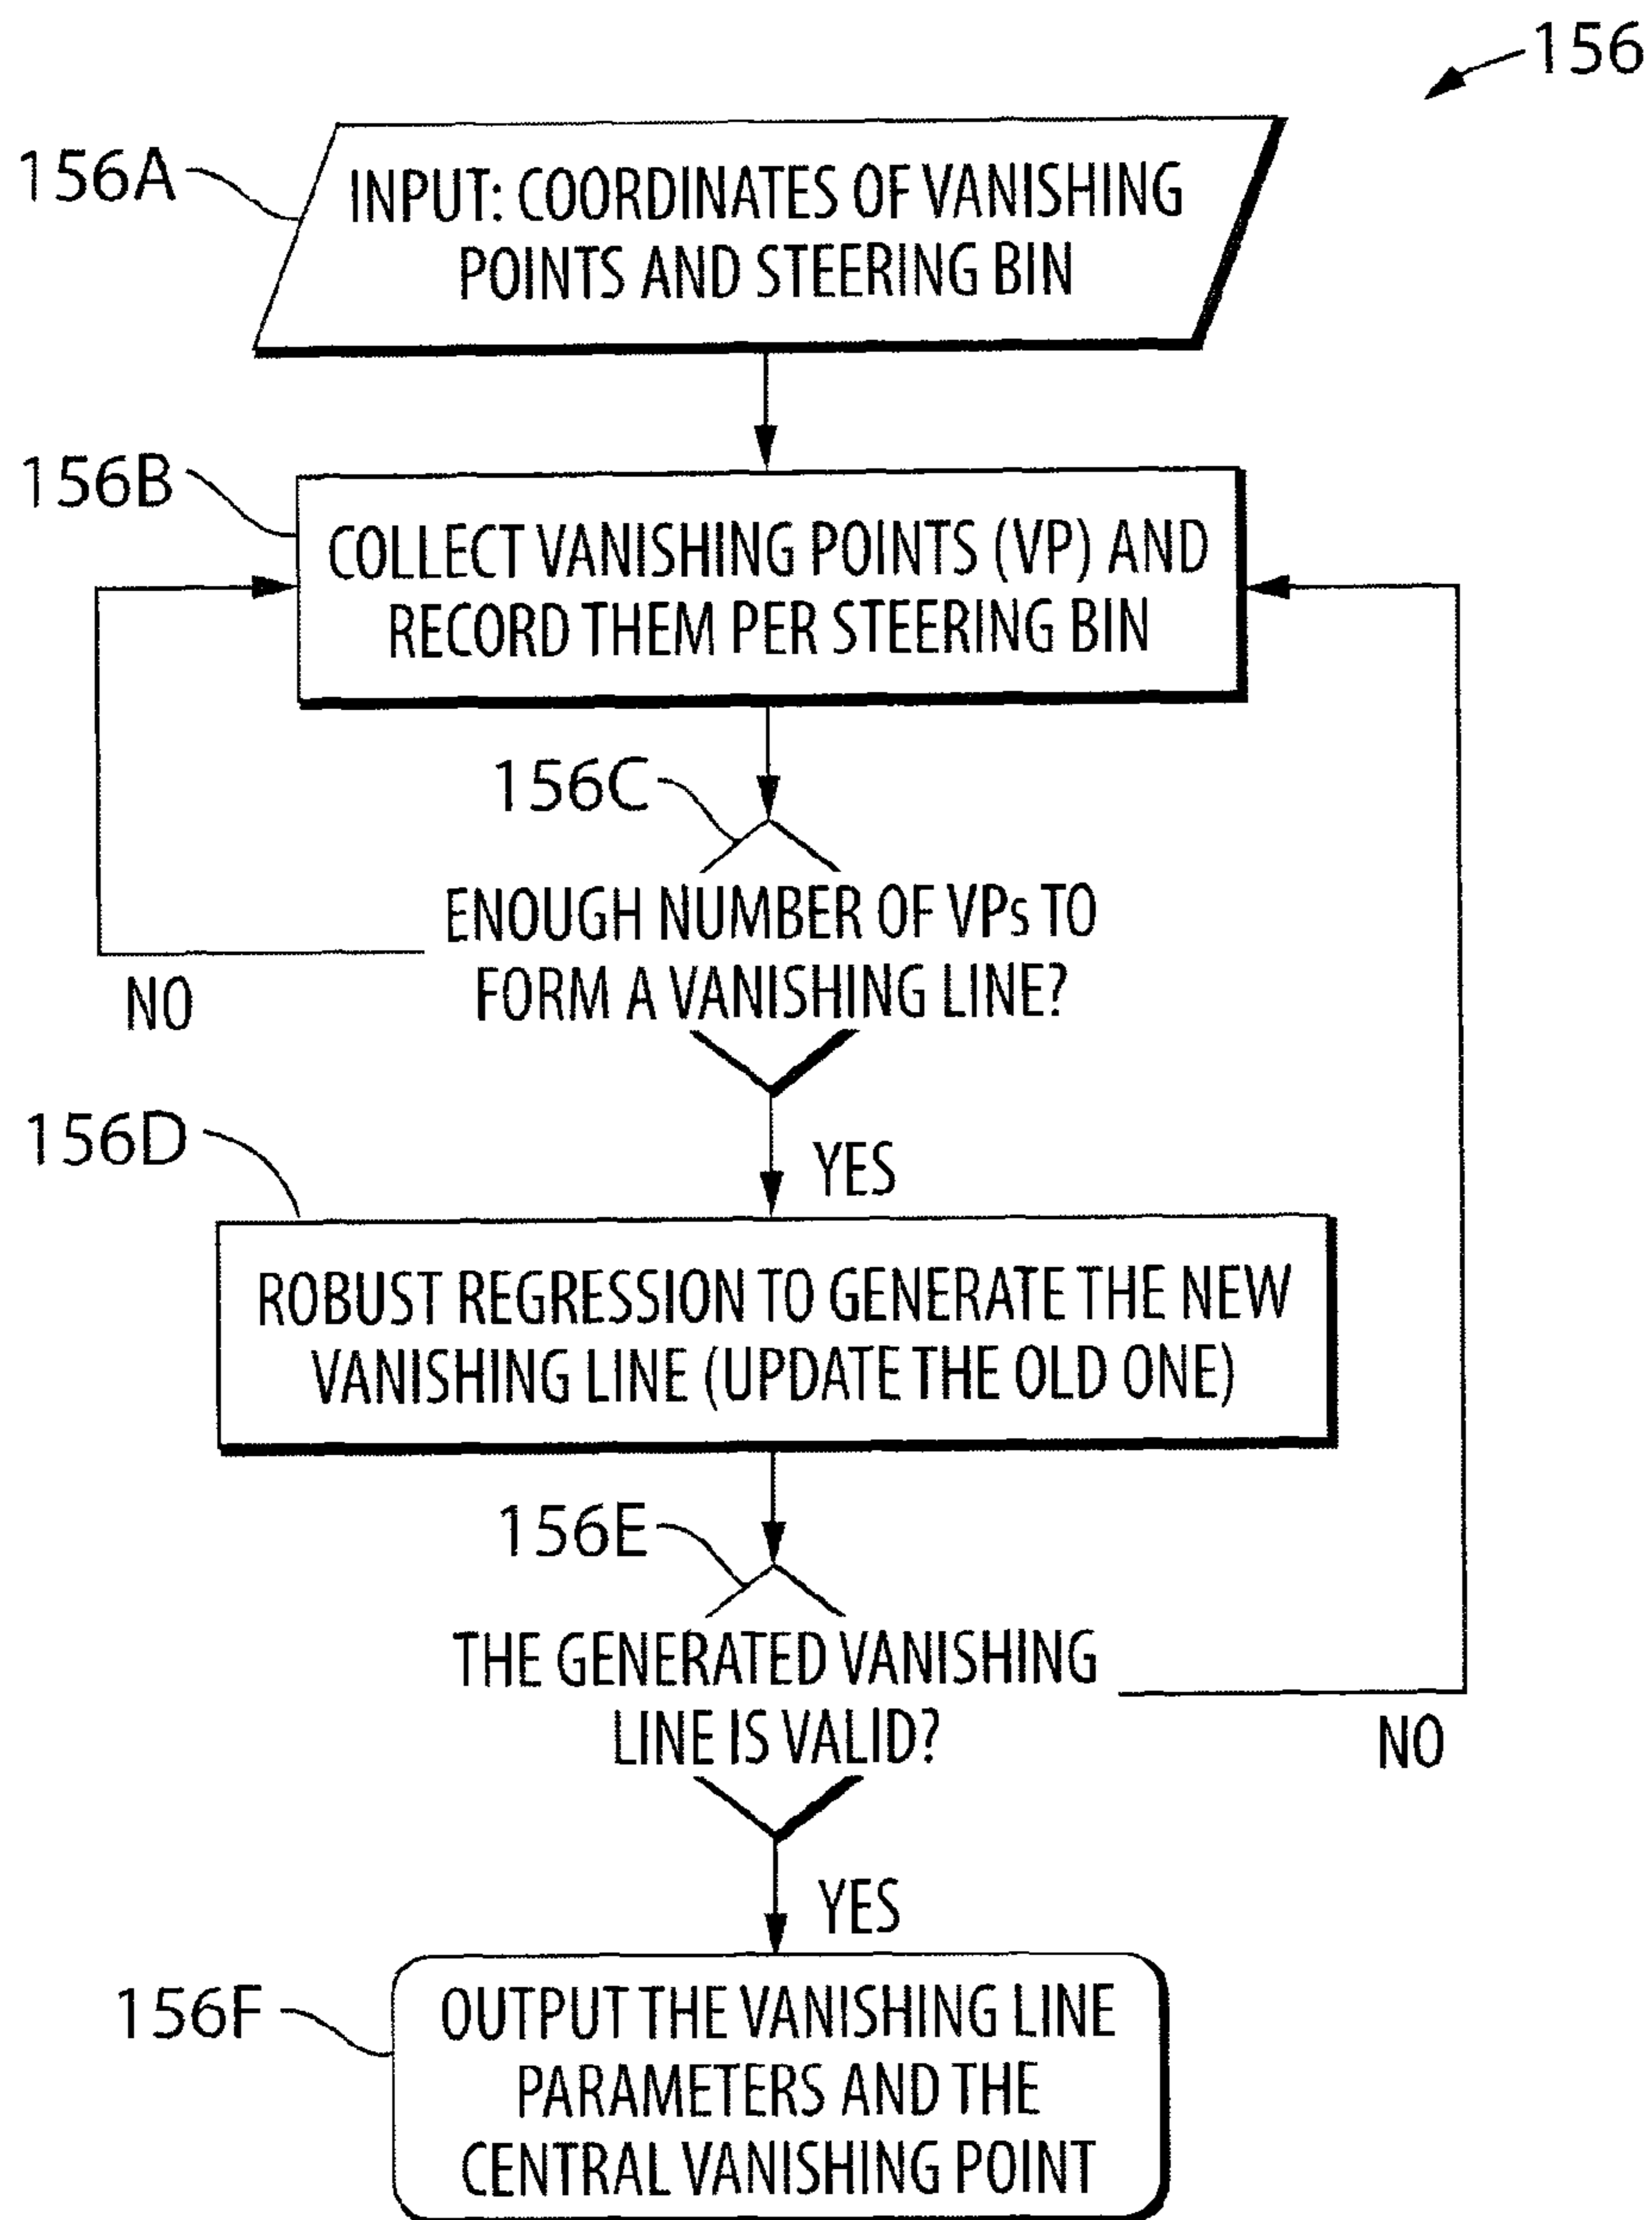 156
156A
INPUT: COORDINATES OF VANISHING
POINTS AND STEERING BIN
156B
COLLECT VANISHING POINTS (VP) AND
RECORD THEM PER STEERING BIN
156C
ENOUGH NUMBER OF VPs TO
FORM A VANISHING LINE?
NO
YES
156D
ROBUST REGRESSION TO GENERATE THE NEW
VANISHING LINE (UPDATE THE OLD ONE)
156E
THE GENERATED VANISHING
LINE IS VALID?
NO
YES
156F
OUTPUT THE VANISHING LINE
PARAMETERS AND THE
CENTRAL VANISHING POINT